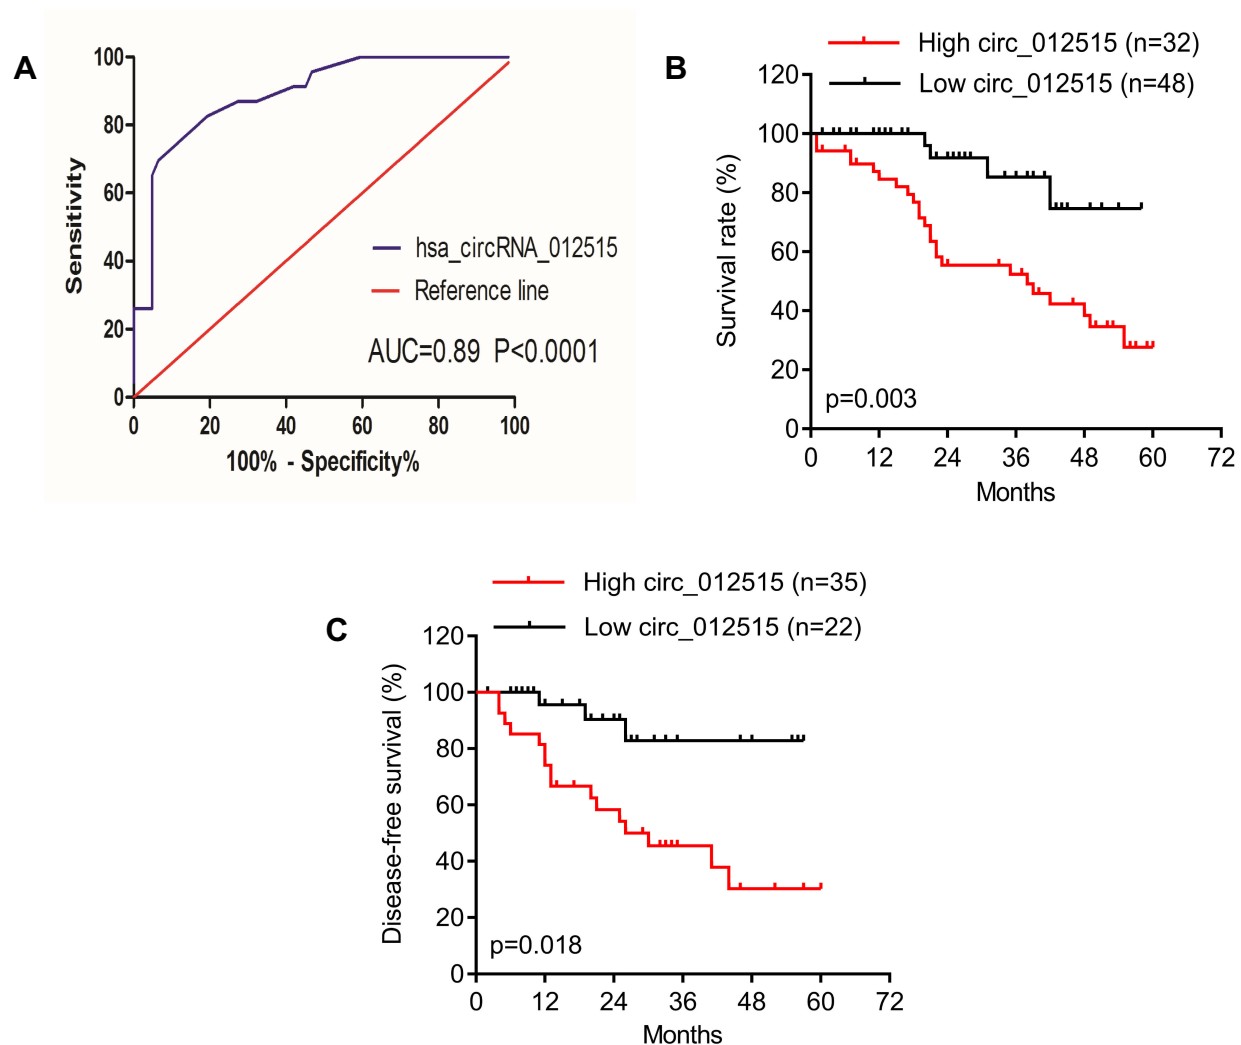 A
100
80
60
40
20
0
Sensitivity
hsa_circRNA_012515
Reference line
AUC=0.89 P<0.0001
0 20 40 60 80 100
100% - Specificity%
B
High circ_012515 (n=32)
Low circ_012515 (n=48)
120
100
80
60
40
20
0
Survival rate (%)
p=0.003
0 12 24 36 48 60 72
Months
C
High circ_012515 (n=35)
Low circ_012515 (n=22)
120
100
80
60
40
20
0
Disease-free survival (%)
p=0.018
0 12 24 36 48 60 72
Months